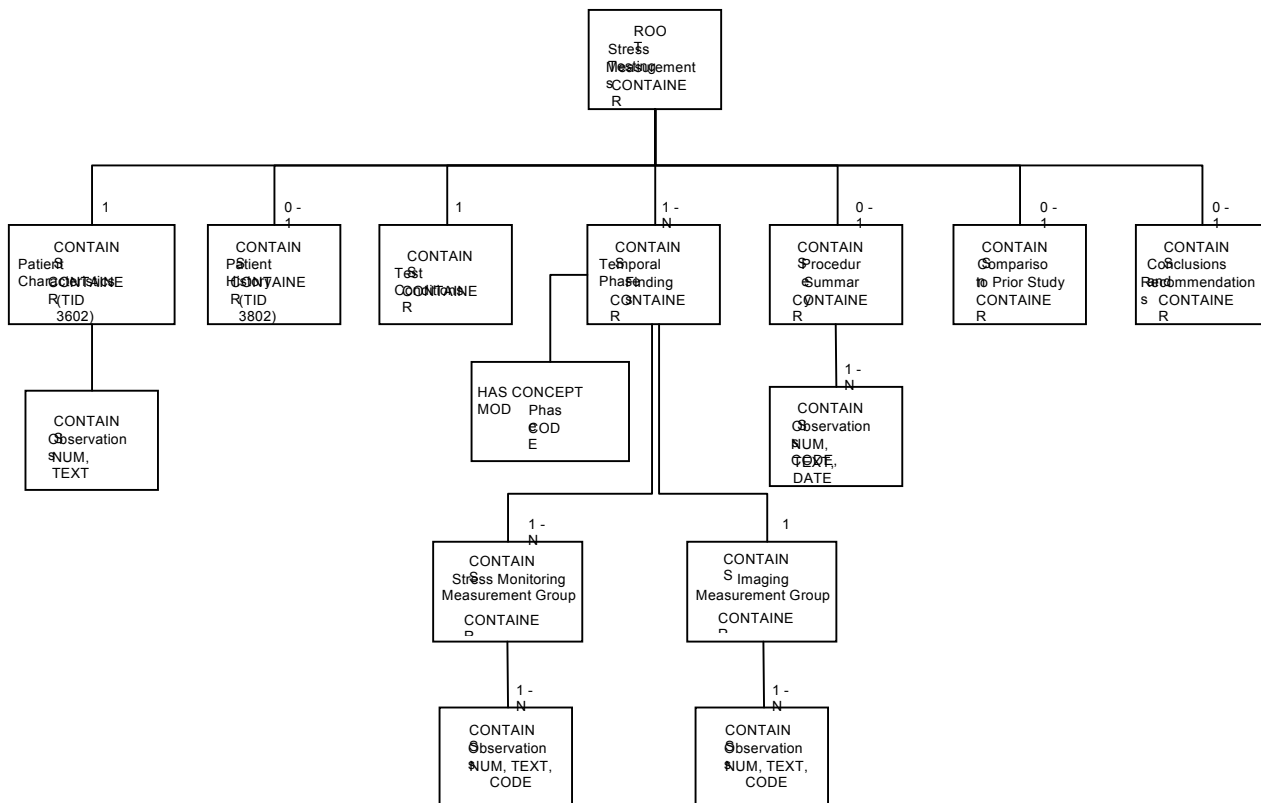 ROOT
Stress Testing
Measurements
CONTAINER
1
0 - 1
1
1 - N
0 - 1
0 - 1
0 - 1
CONTAINS
Patient
Characteristics
CONTAINER
(TID
3602)
CONTAINS
Patient
History
CONTAINER
(TID
3802)
CONTAINS
Test
Conditions
CONTAINER
CONTAINS
Temporal
Phase
Findings
CONTAINER
CONTAINS
Procedure
Summary
CONTAINER
CONTAINS
Comparison
to Prior Study
CONTAINER
CONTAINS
Conclusions
and
Recommendations
CONTAINER
CONTAINS
Observations
NUM,
TEXT
HAS CONCEPT
MOD
Phase
CODE
1 - N
CONTAINS
Observations
NUM,
CODE,
TEXT,
DATE
1 - N
1
CONTAINS
Stress Monitoring
Measurement Group
CONTAINER
CONTAINS
Imaging
Measurement Group
CONTAINER
1 - N
1 - N
CONTAINS
Observations
NUM, TEXT,
CODE
CONTAINS
Observations
NUM, TEXT,
CODE